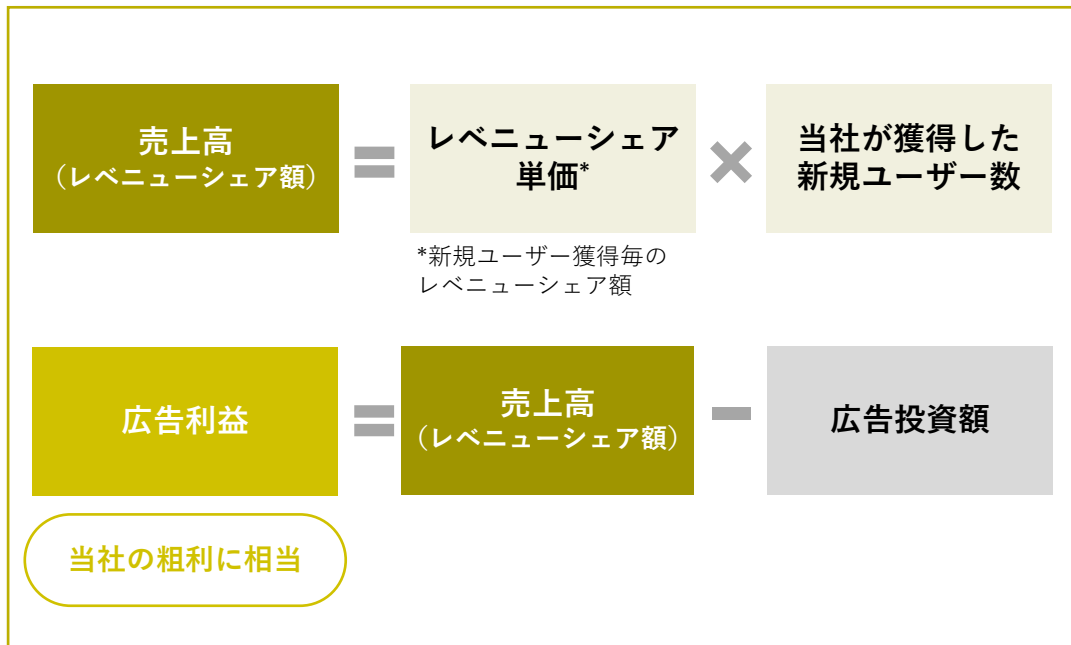 売上高
（レベニューシェア額）
＝
レベニューシェア
単価*
×
当社が獲得した
新規ユーザー数
*新規ユーザー獲得毎の
レベニューシェア額
広告利益
＝
売上高
（レベニューシェア額）
－
広告投資額
当社の粗利に相当